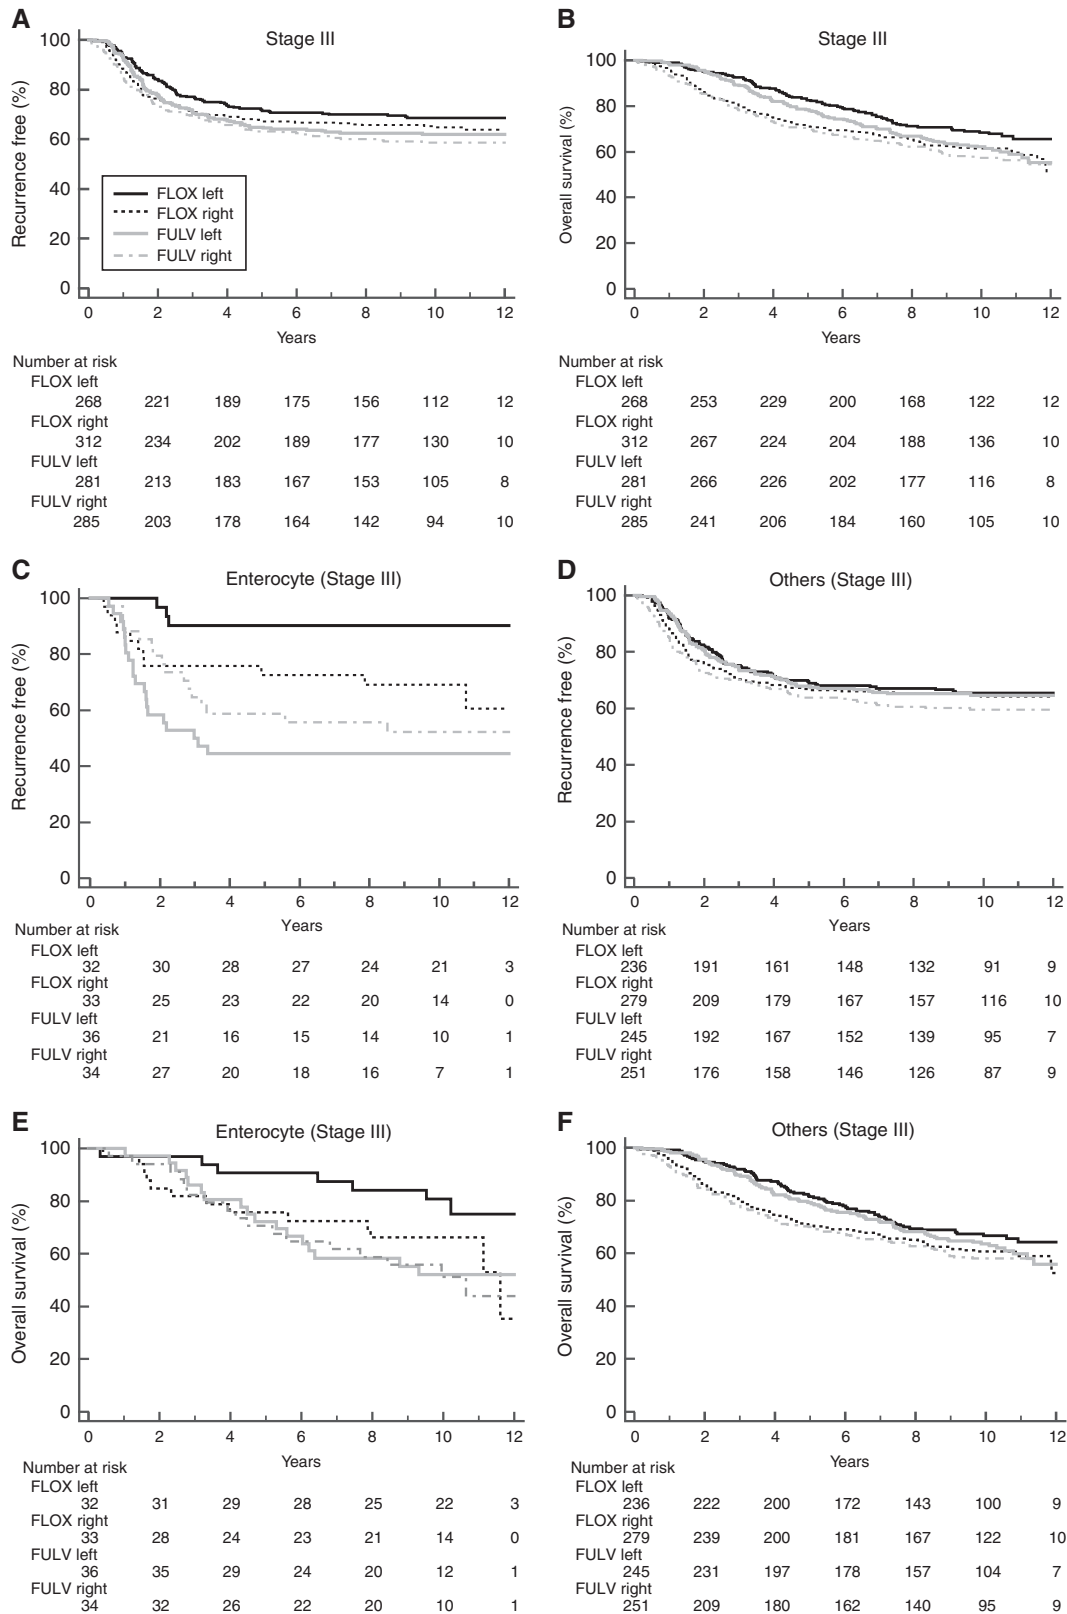 A
Stage III
Recurrence free (%)
100
80
60
40
20
0
FLOX left
FLOX right
FULV left
FULV right
0 2 4 6 8 10 12
Years
Number at risk
FLOX left
268 221 189 175 156 112 12
FLOX right
312 234 202 189 177 130 10
FULV left
281 213 183 167 153 105 8
FULV right
285 203 178 164 142 94 10
B
Stage III
Overall survival (%)
100
80
60
40
20
0
0 2 4 6 8 10 12
Years
Number at risk
FLOX left
268 253 229 200 168 122 12
FLOX right
312 267 224 204 188 136 10
FULV left
281 266 226 202 177 116 8
FULV right
285 241 206 184 160 105 10
C
Enterocyte (Stage III)
Recurrence free (%)
100
80
60
40
20
0
0 2 4 6 8 10 12
Years
Number at risk
FLOX left
32 30 28 27 24 21 3
FLOX right
33 25 23 22 20 14 0
FULV left
36 21 16 15 14 10 1
FULV right
34 27 20 18 16 7 1
D
Others (Stage III)
Recurrence free (%)
100
80
60
40
20
0
0 2 4 6 8 10 12
Years
Number at risk
FLOX left
236 191 161 148 132 91 9
FLOX right
279 209 179 167 157 116 10
FULV left
245 192 167 152 139 95 7
FULV right
251 176 158 146 126 87 9
E
Enterocyte (Stage III)
Overall survival (%)
100
80
60
40
20
0
0 2 4 6 8 10 12
Years
Number at risk
FLOX left
32 31 29 28 25 22 3
FLOX right
33 28 24 23 21 14 0
FULV left
36 35 29 24 20 12 1
FULV right
34 32 26 22 20 10 1
F
Others (Stage III)
Overall survival (%)
100
80
60
40
20
0
0 2 4 6 8 10 12
Years
Number at risk
FLOX left
236 222 200 172 143 100 9
FLOX right
279 239 200 181 167 122 10
FULV left
245 231 197 178 157 104 7
FULV right
251 209 180 162 140 95 9